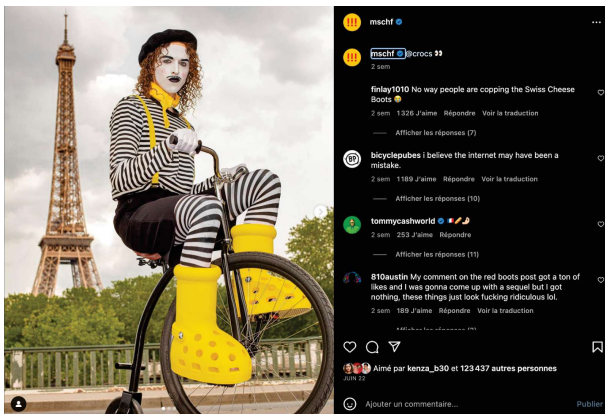 mschf
mschf @crocs 👀
2 sem
finlay1010 No way people are copping the Swiss Cheese
Boots 😂
2 sem 1 326 J'aime Répondre Voir la traduction
Afficher les réponses (7)
BP
bicyclepubes i believe the internet may have been a
mistake.
2 sem 1 189 J'aime Répondre Voir la traduction
Afficher les réponses (10)
tommycashworld 🇫🇷🥖🤌
2 sem 253 J'aime Répondre
Afficher les réponses (11)
810austin My comment on the red boots post got a ton of
likes and I was gonna come up with a sequel but I got
nothing, these things just look fucking ridiculous lol.
2 sem 189 J'aime Répondre Voir la traduction
Aimé par kenza_b30 et 123 437 autres personnes
JUIN 22
Ajouter un commentaire...
Publier